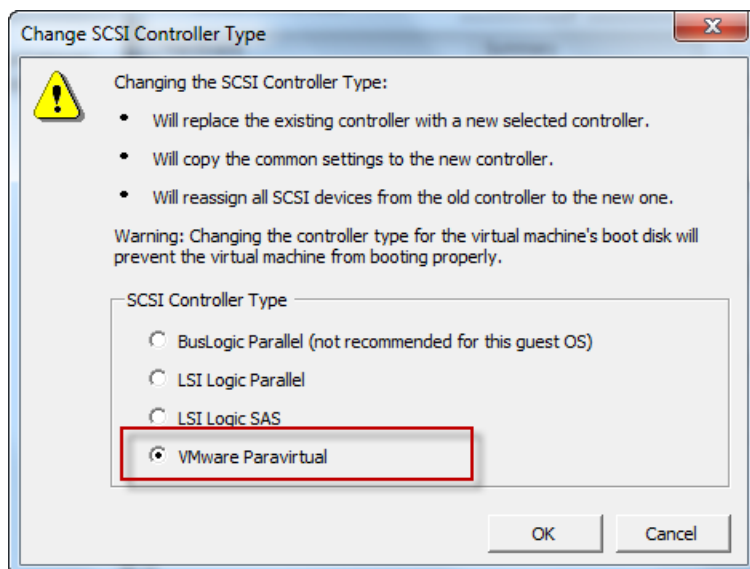 Change SCSI Controller Type
Changing the SCSI Controller Type:
• Will replace the existing controller with a new selected controller.
• Will copy the common settings to the new controller.
• Will reassign all SCSI devices from the old controller to the new one.
Warning: Changing the controller type for the virtual machine's boot disk will
prevent the virtual machine from booting properly.
SCSI Controller Type
BusLogic Parallel (not recommended for this guest OS)
LSI Logic Parallel
LSI Logic SAS
VMware Paravirtual
OK
Cancel